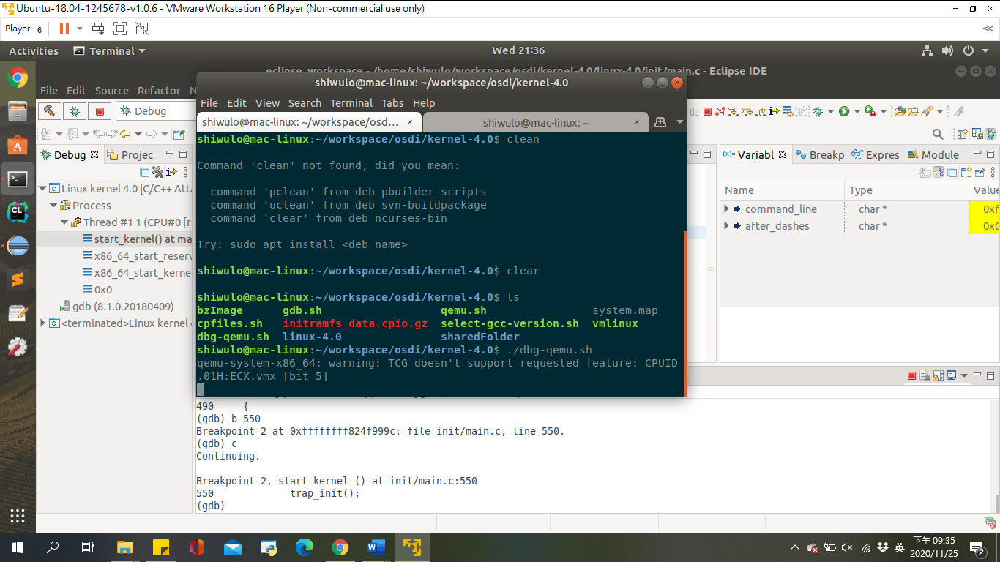 Ubuntu-18.04-1245678-v1.0.6 - VMware Workstation 16 Player (Non-commercial use only)
Player 6
Activities Terminal Wed 21:36
eclipse_workspace - /home/shiwulo/workspace/osdi/kernel-4.0/linux-4.0/init/main.c - Eclipse IDE
shiwulo@mac-linux: ~/workspace/osdi/kernel-4.0
File Edit Source Refactor N
File Edit View Search Terminal Tabs Help
Debug
shiwulo@mac-linux: ~/workspace/osd… × shiwulo@mac-linux: ~ ×
shiwulo@mac-linux:~/workspace/osdi/kernel-4.0$ clean
Command 'clean' not found, did you mean:
command 'pclean' from deb pbuilder-scripts
command 'uclean' from deb svn-buildpackage
command 'clear' from deb ncurses-bin
Try: sudo apt install <deb name>
shiwulo@mac-linux:~/workspace/osdi/kernel-4.0$ clear
shiwulo@mac-linux:~/workspace/osdi/kernel-4.0$ ls
bzImage gdb.sh qemu.sh system.map
cpfiles.sh initramfs_data.cpio.gz select-gcc-version.sh vmlinux
dbg-qemu.sh linux-4.0 sharedFolder
shiwulo@mac-linux:~/workspace/osdi/kernel-4.0$ ./dbg-qemu.sh
qemu-system-x86_64: warning: TCG doesn't support requested feature: CPUID
.01H:ECX.vmx [bit 5]
Debug Projec
Linux kernel 4.0 [C/C++ Atta
Process
Thread #1 1 (CPU#0 [r
start_kernel() at ma
x86_64_start_reserv
x86_64_start_kerne
0x0
gdb (8.1.0.20180409)
<terminated>Linux kernel 4
(x)= Variabl Breakp Expres Module
Name Type Value
command_line char * 0xf
after_dashes char * 0x0
490 {
(gdb) b 550
Breakpoint 2 at 0xffffffff824f999c: file init/main.c, line 550.
(gdb) c
Continuing.
Breakpoint 2, start_kernel () at init/main.c:550
550 trap_init();
(gdb)
英
下午 09:35
2020/11/25
2